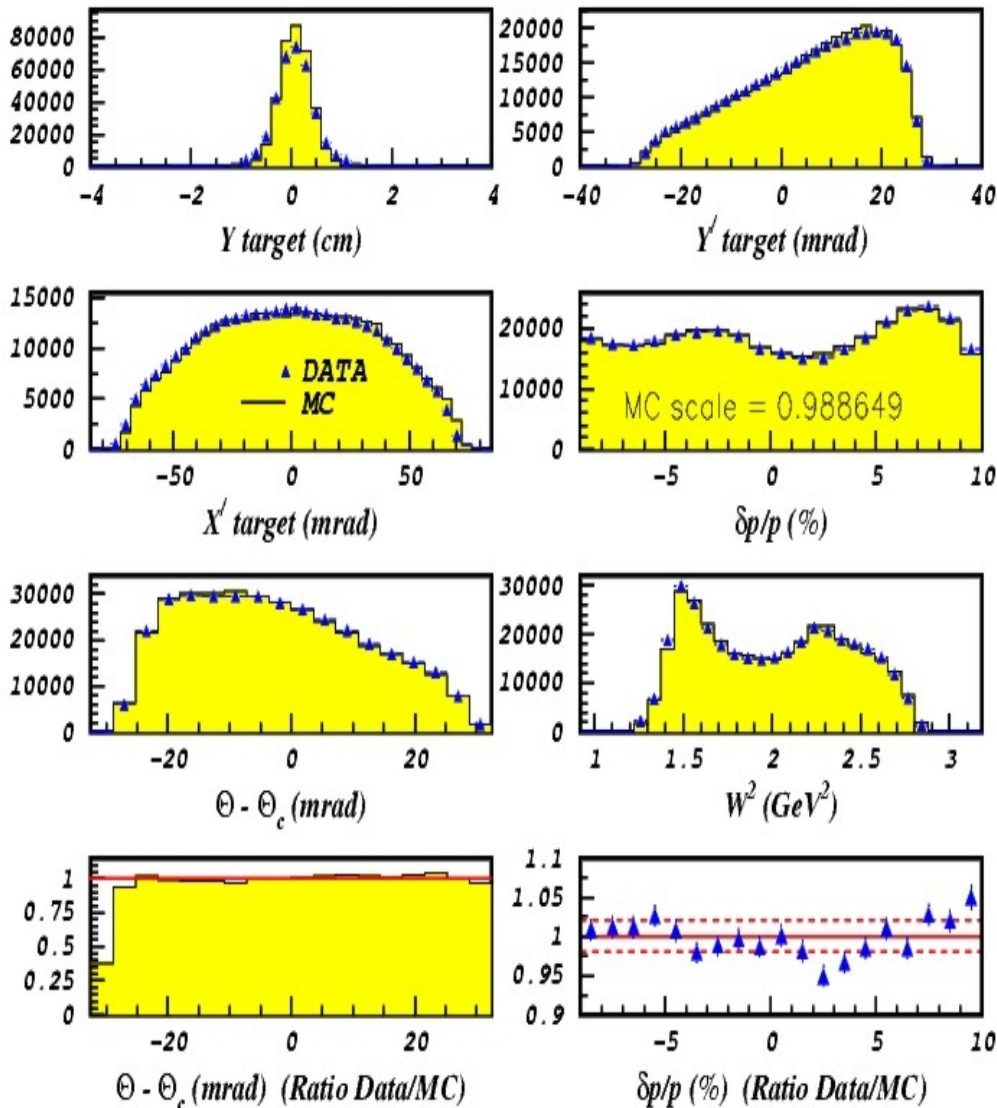 80000
60000
40000
20000
0
-4 -2 0 2 4
Y target (cm)
20000
15000
10000
5000
0
-40 -20 0 20 40
Y′ target (mrad)
15000
10000
5000
0
DATA
MC
-50 0 50
X′ target (mrad)
20000
10000
0
MC scale = 0.988649
-5 0 5 10
δp/p (%)
30000
20000
10000
0
-20 0 20
Θ - Θc (mrad)
30000
20000
10000
0
1 1.5 2 2.5 3
W² (GeV²)
1
0.75
0.5
0.25
0
-20 0 20
Θ - Θc (mrad) (Ratio Data/MC)
1.1
1.05
1
0.95
0.9
-5 0 5 10
δp/p (%) (Ratio Data/MC)